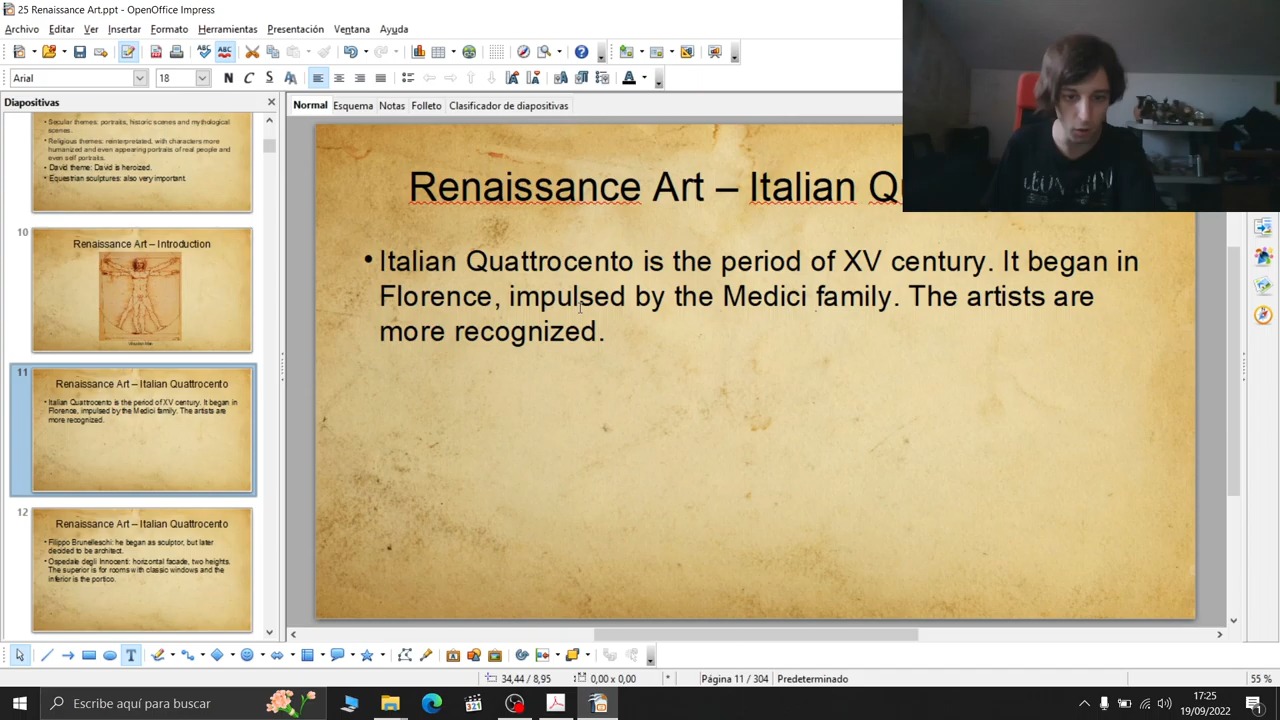 25 Renaissance Art.ppt - OpenOffice Impress
Archivo Editar Ver Insertar Formato Herramientas Presentación Ventana Ayuda
Arial 18 N C S
Diapositivas
Normal Esquema Notas Folleto Clasificador de diapositivas
• Secular themes: portraits, historic scenes and mythological
scenes.
• Religious themes: reinterpretated, with characters more
humanized and even appearing portraits of real people and
even self portraits.
• David theme: David is heroized.
• Equestrian sculptures: also very important.
10
Renaissance Art – Introduction
11
Renaissance Art – Italian Quattrocento
• Italian Quattrocento is the period of XV century. It began in
Florence, impulsed by the Medici family. The artists are
more recognized.
12
Renaissance Art – Italian Quattrocento
• Filippo Brunelleschi: he began as sculptor, but later
decided to be architect.
• Ospedale degli Innocent: horizontal facade, two heights.
The superior is for rooms with classic windows and the
inferior is the portico.
Renaissance Art – Italian Qu
• Italian Quattrocento is the period of XV century. It began in
Florence, impulsed by the Medici family. The artists are
more recognized.
34,44 / 8,95 0,00 x 0,00 * Página 11 / 304 Predeterminado 55 %
Escribe aquí para buscar
17:25
19/09/2022